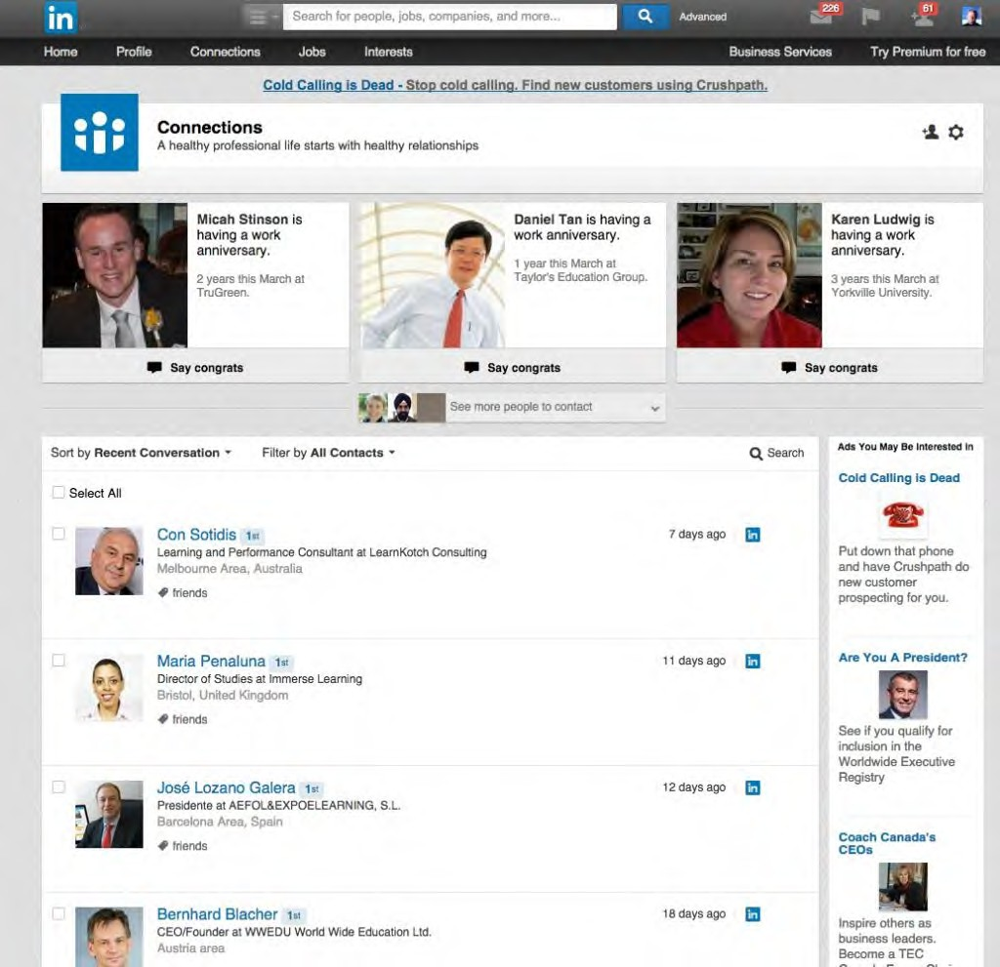 in
Search for people, jobs, companies, and more...
Advanced
226
61
Home Profile Connections Jobs Interests Business Services Try Premium for free
Cold Calling is Dead - Stop cold calling. Find new customers using Crushpath.
Connections
A healthy professional life starts with healthy relationships
Micah Stinson is
having a work
anniversary.
2 years this March at
TruGreen.
Say congrats
Daniel Tan is having a
work anniversary.
1 year this March at
Taylor's Education Group.
Say congrats
Karen Ludwig is
having a work
anniversary.
3 years this March at
Yorkville University.
Say congrats
See more people to contact
Sort by Recent Conversation Filter by All Contacts Search
Select All
Con Sotidis 1st
7 days ago in
Learning and Performance Consultant at LearnKotch Consulting
Melbourne Area, Australia
friends
Maria Penaluna 1st
11 days ago in
Director of Studies at Immerse Learning
Bristol, United Kingdom
friends
José Lozano Galera 1st
12 days ago in
Presidente at AEFOL&EXPOELEARNING, S.L.
Barcelona Area, Spain
friends
Bernhard Blacher 1st
18 days ago in
CEO/Founder at WWEDU World Wide Education Ltd.
Austria area
Ads You May Be Interested in
Cold Calling is Dead
Put down that phone
and have Crushpath do
new customer
prospecting for you.
Are You A President?
See if you qualify for
inclusion in the
Worldwide Executive
Registry
Coach Canada's
CEOs
Inspire others as
business leaders.
Become a TEC